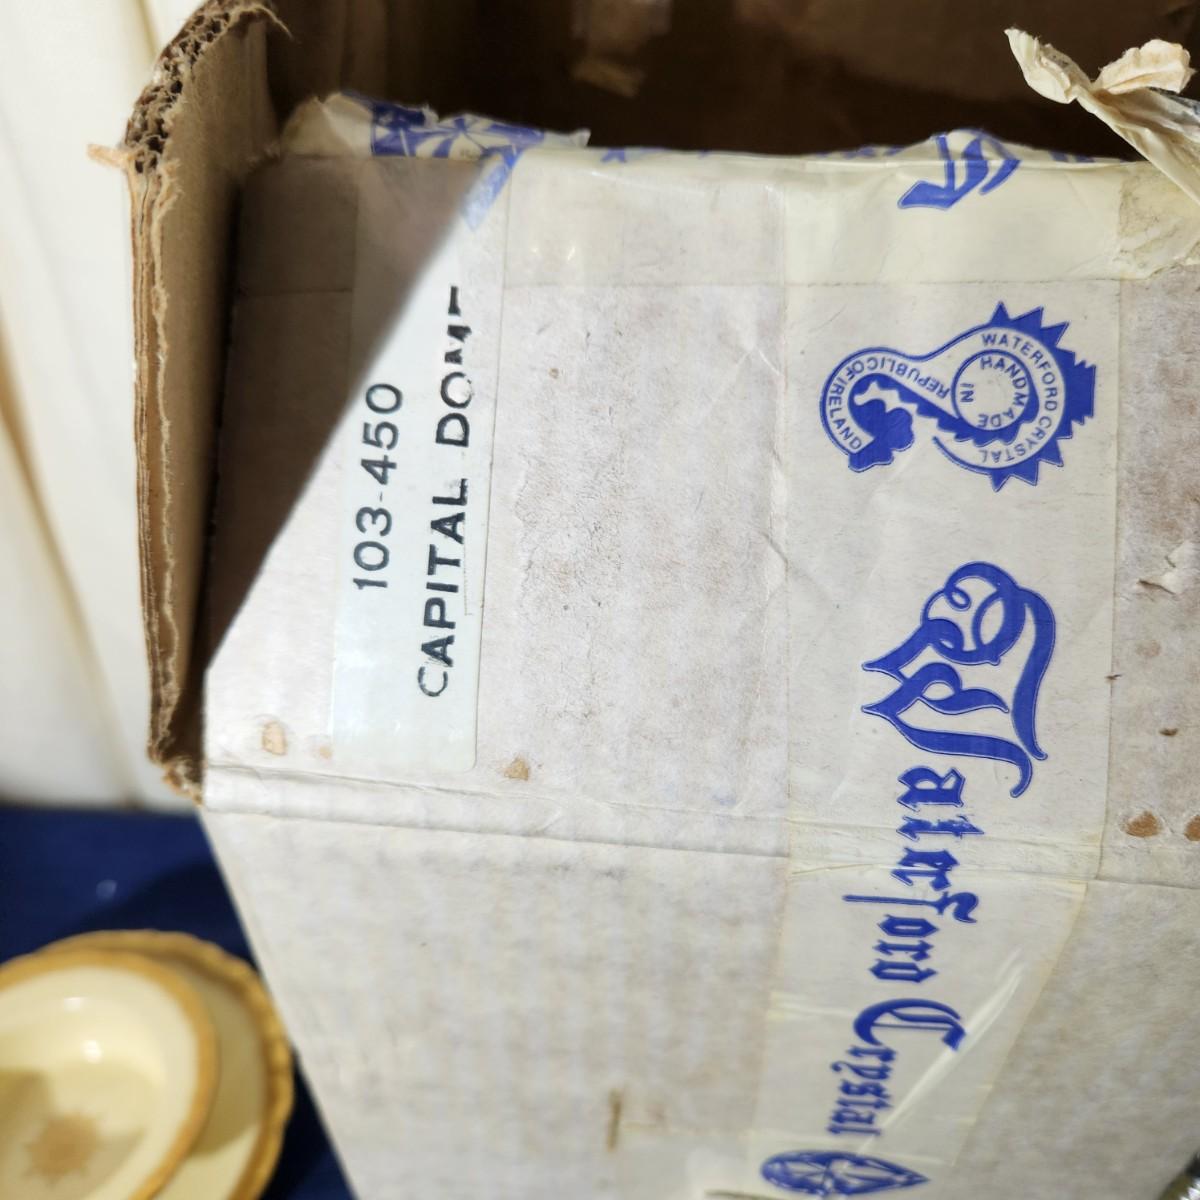 103-450
CAPITAL DOME
WATERFORD CRYSTAL
HANDMADE
IN
REPUBLIC OF IRELAND
Waterford Crystal